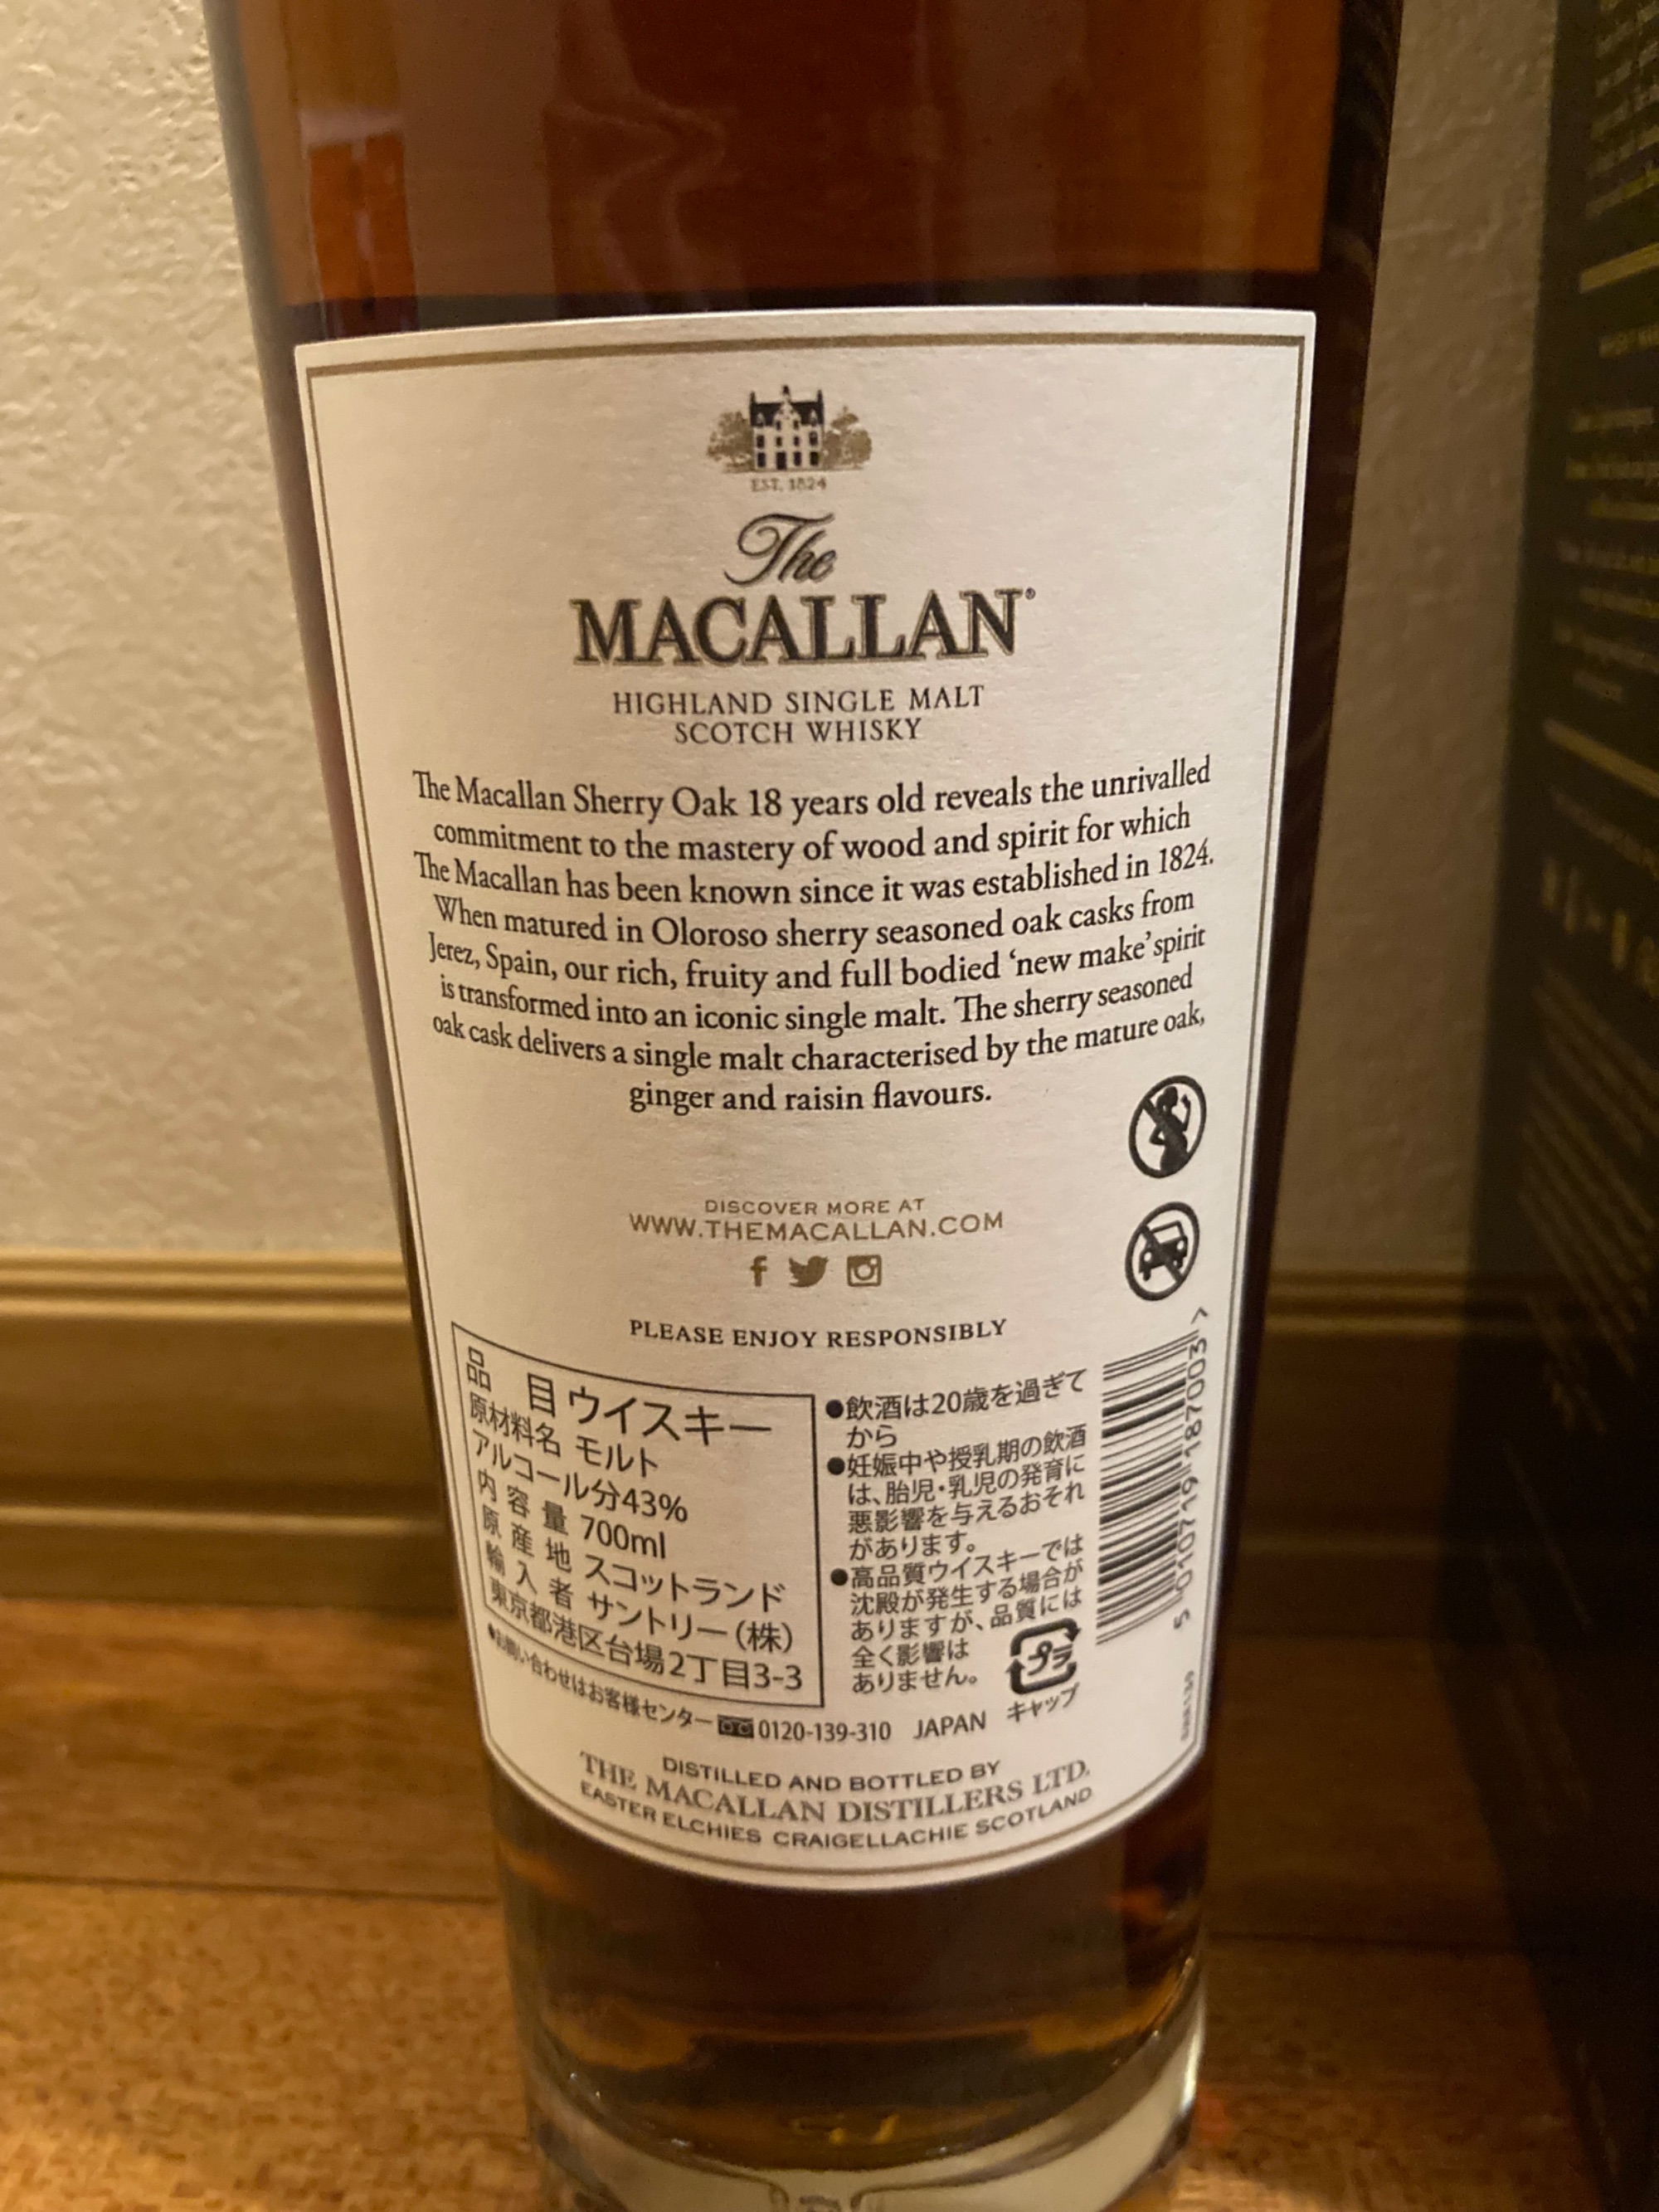 EST. 1824
The
MACALLAN®
HIGHLAND SINGLE MALT
SCOTCH WHISKY
The Macallan Sherry Oak 18 years old reveals the unrivalled
commitment to the mastery of wood and spirit for which
The Macallan has been known since it was established in 1824.
When matured in Oloroso sherry seasoned oak casks from
Jerez, Spain, our rich, fruity and full bodied ‘new make’ spirit
is transformed into an iconic single malt. The sherry seasoned
oak cask delivers a single malt characterised by the mature oak,
ginger and raisin flavours.
DISCOVER MORE AT
WWW.THEMACALLAN.COM
PLEASE ENJOY RESPONSIBLY
品 目 ウイスキー
原材料名 モルト
アルコール分43%
内 容 量 700ml
原 産 地 スコットランド
輸 入 者 サントリー(株)
東京都港区台場2丁目3-3
●飲酒は20歳を過ぎて
から
●妊娠中や授乳期の飲酒
は、胎児・乳児の発育に
悪影響を与えるおそれ
があります。
●高品質ウイスキーでは
沈殿が発生する場合が
ありますが、品質には
全く影響は
ありません。
プラ
キャップ
5 010719 187003 >
●お問い合わせはお客様センター 0120-139-310 JAPAN
DISTILLED AND BOTTLED BY
THE MACALLAN DISTILLERS LTD.
EASTER ELCHIES CRAIGELLACHIE SCOTLAND